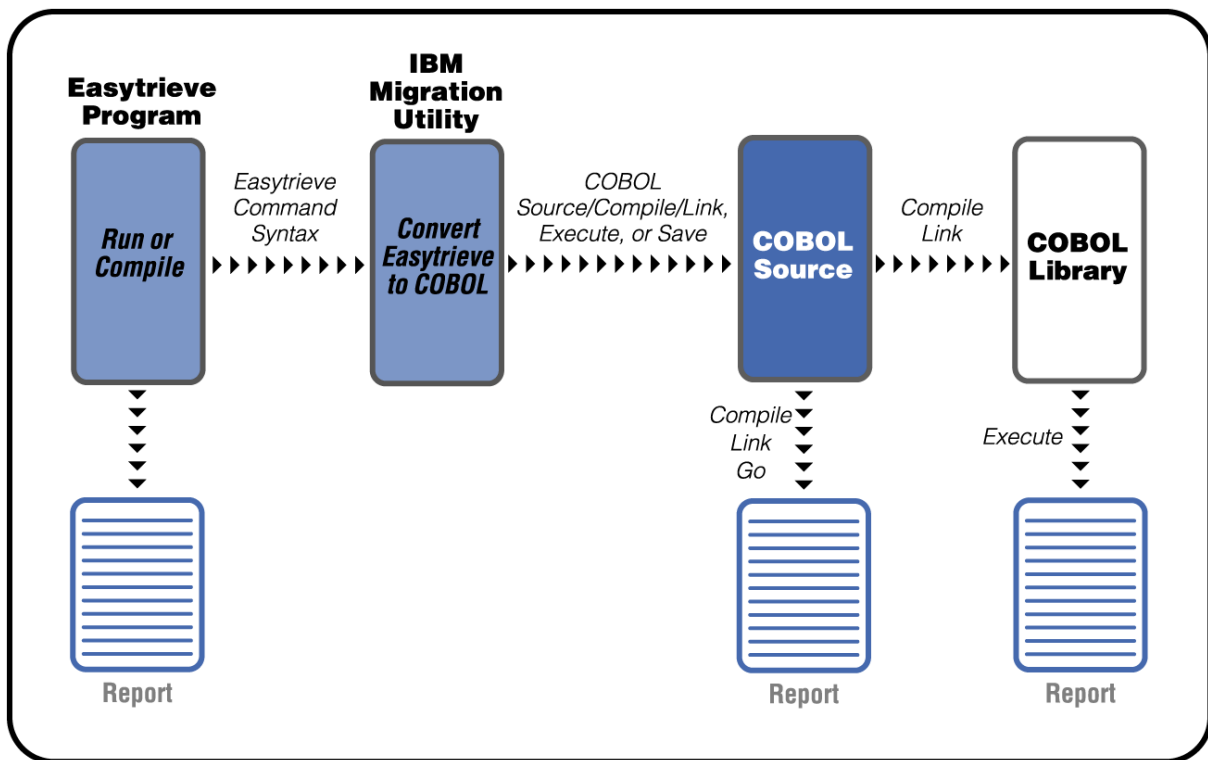 Easytrieve
Program
IBM
Migration
Utility
Run or
Compile
Easytrieve
Command
Syntax
Convert
Easytrieve
to COBOL
COBOL
Source/Compile/Link,
Execute, or Save
COBOL
Source
Compile
Link
COBOL
Library
Compile
Link
Go
Execute
Report
Report
Report